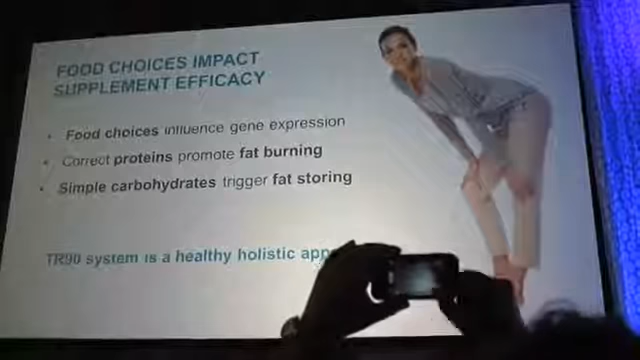 FOOD CHOICES IMPACT
SUPPLEMENT EFFICACY
• Food choices influence gene expression
• Correct proteins promote fat burning
• Simple carbohydrates trigger fat storing
TR90 system is a healthy holistic app